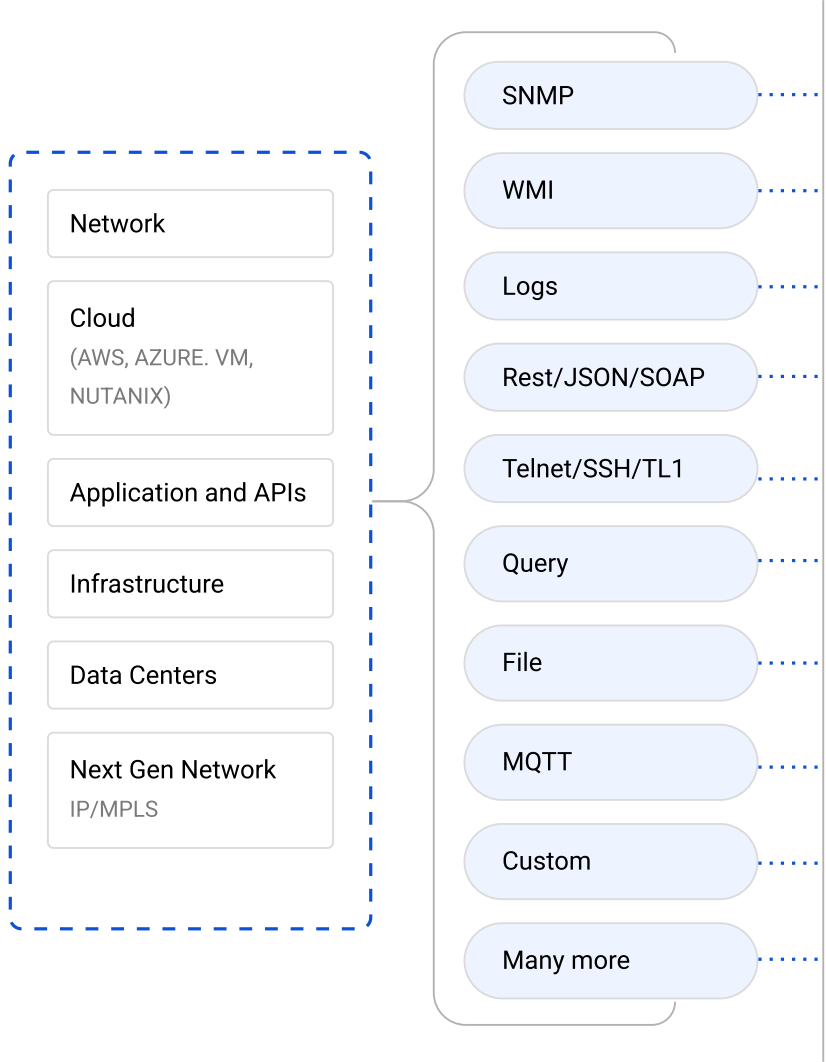 Network
Cloud
(AWS, AZURE. VM,
NUTANIX)
Application and APIs
Infrastructure
Data Centers
Next Gen Network
IP/MPLS
SNMP
WMI
Logs
Rest/JSON/SOAP
Telnet/SSH/TL1
Query
File
MQTT
Custom
Many more